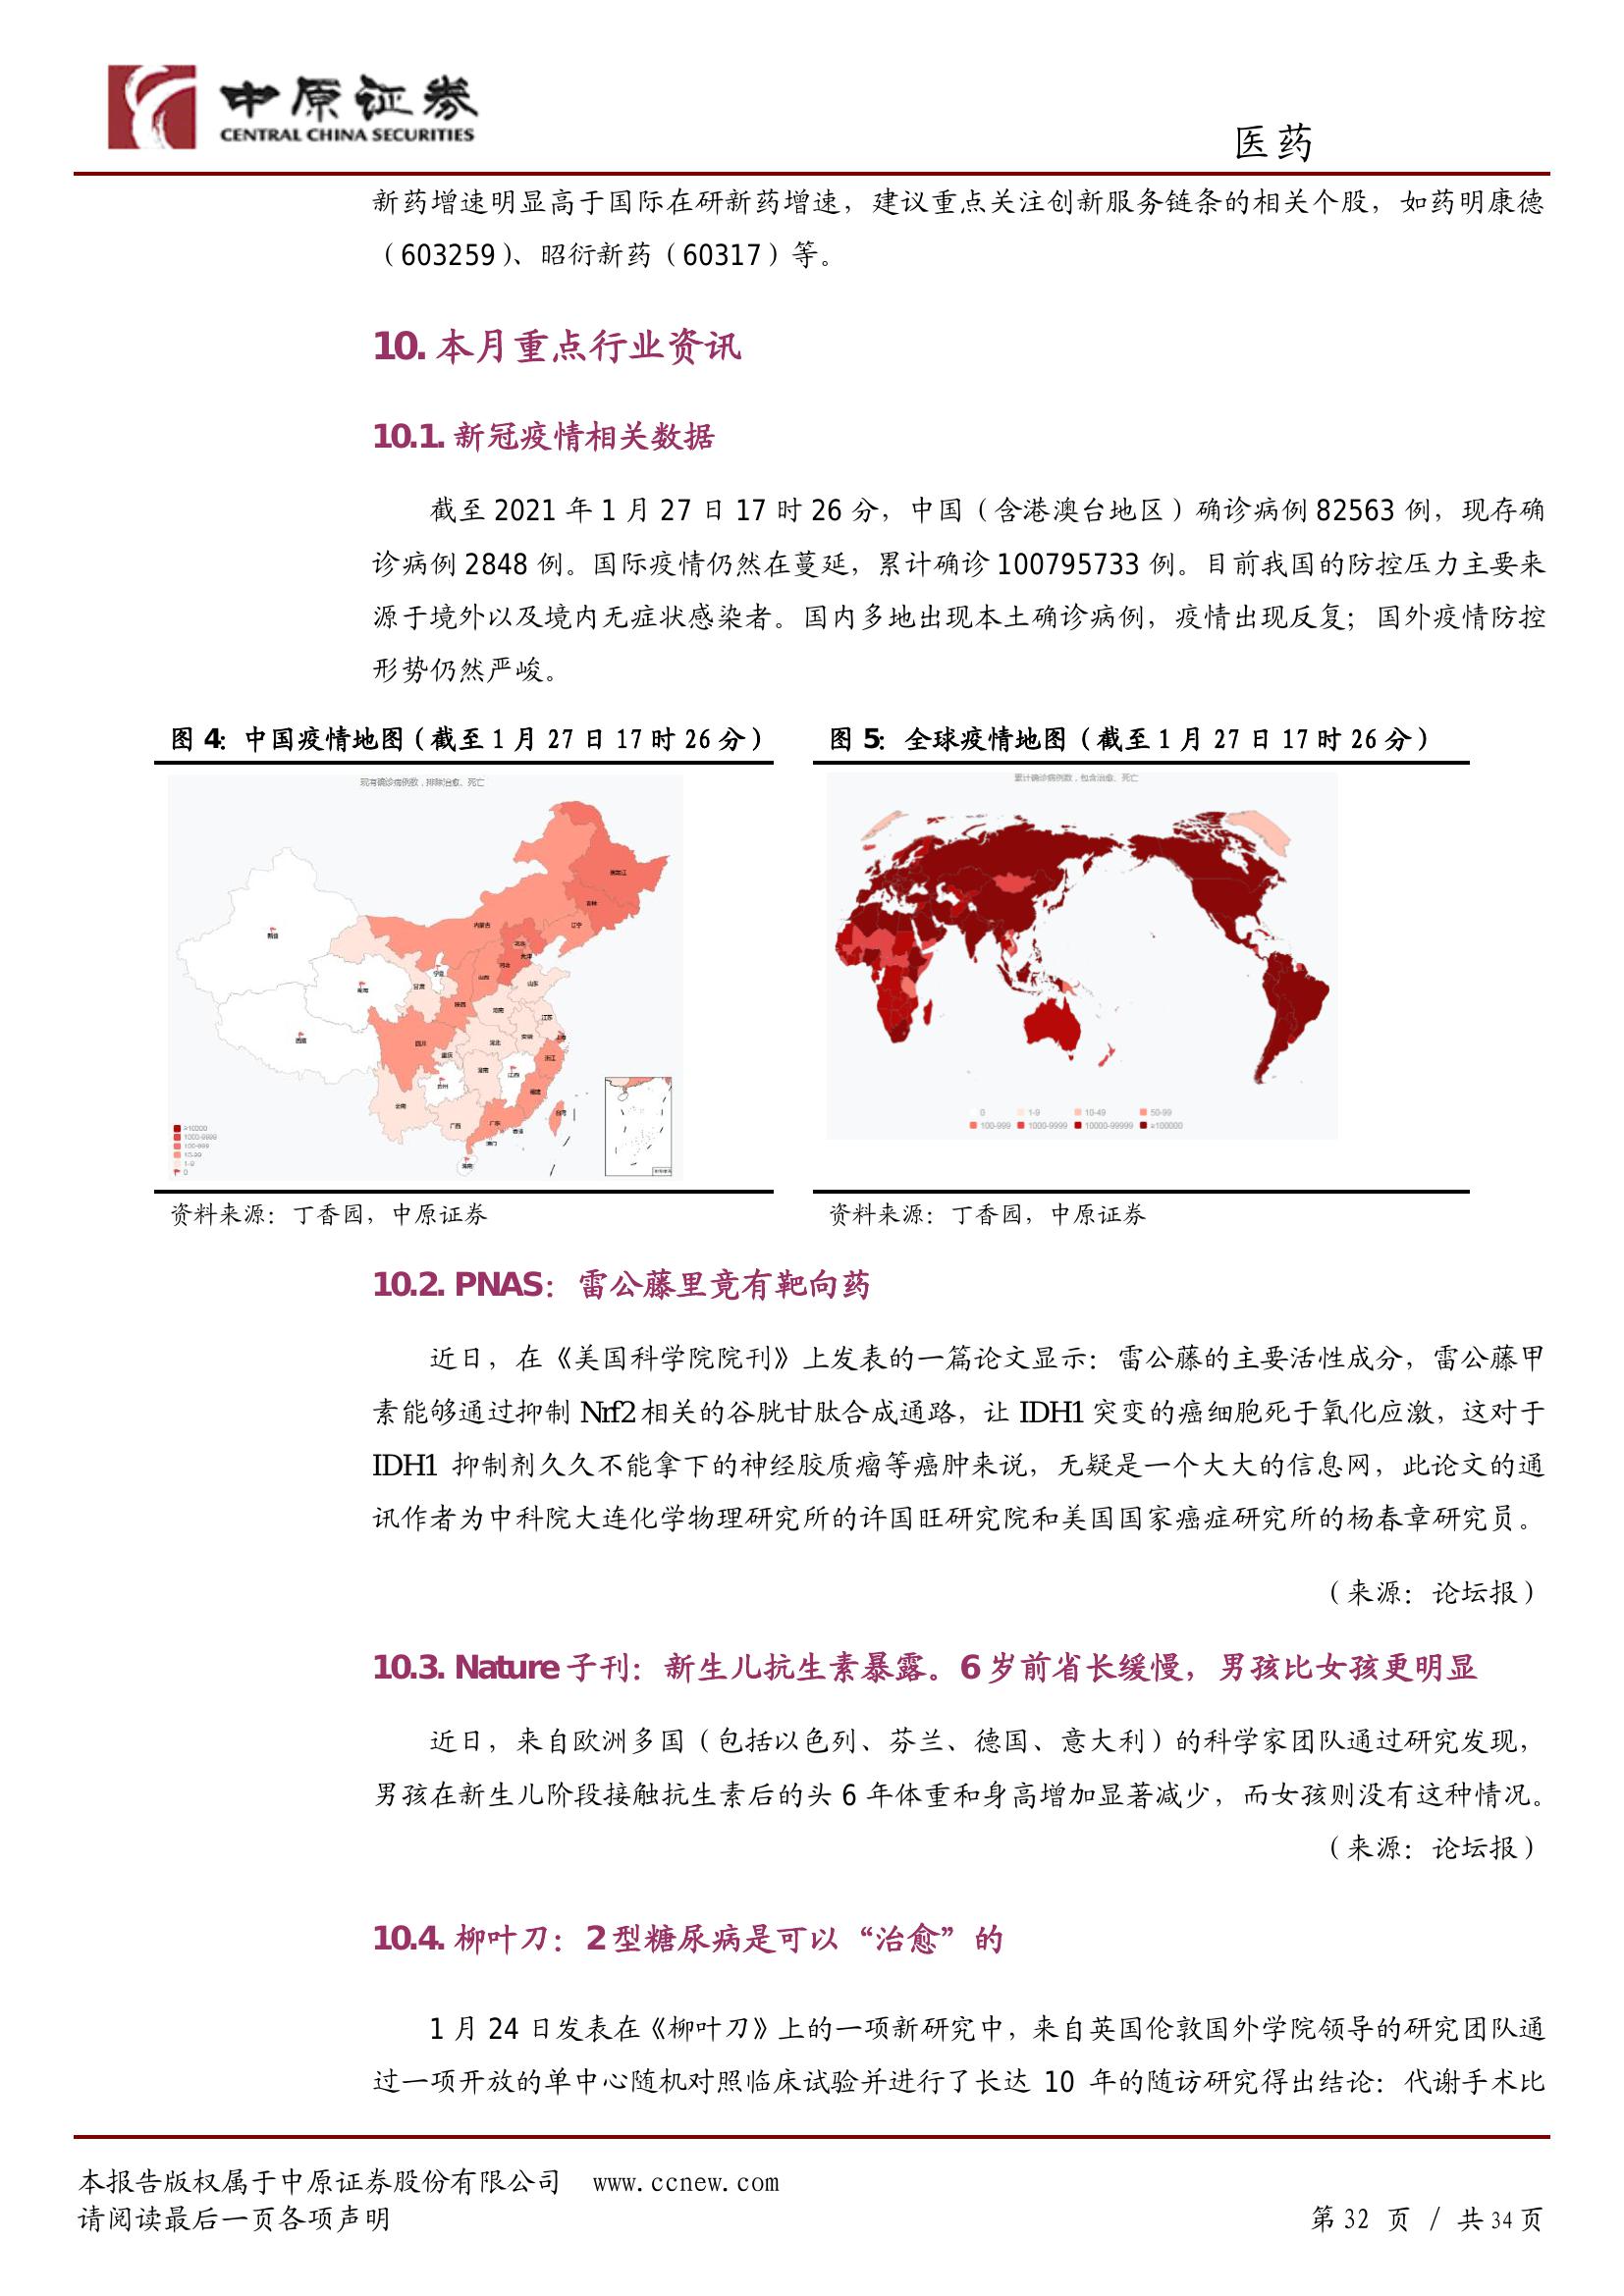 中原证券
CENTRAL CHINA SECURITIES
医药
新药增速明显高于国际在研新药增速，建议重点关注创新服务链条的相关个股，如药明康德
（603259）、昭衍新药（60317）等。
10. 本月重点行业资讯
10.1. 新冠疫情相关数据
截至 2021 年 1 月 27 日 17 时 26 分，中国（含港澳台地区）确诊病例 82563 例，现存确
诊病例 2848 例。国际疫情仍然在蔓延，累计确诊 100795733 例。目前我国的防控压力主要来
源于境外以及境内无症状感染者。国内多地出现本土确诊病例，疫情出现反复；国外疫情防控
形势仍然严峻。
图 4：中国疫情地图（截至 1 月 27 日 17 时 26 分）
图 5：全球疫情地图（截至 1 月 27 日 17 时 26 分）
现有确诊病例数，排除治愈、死亡
黑龙江
吉林
辽宁
内蒙古
北京
天津
河北
山西
山东
新疆
青海
宁夏
甘肃
陕西
河南
江苏
西藏
四川
重庆
湖北
安徽
上海
浙江
湖南
江西
贵州
福建
云南
广西
广东
台湾
香港
澳门
海南
≥10000
1000-9999
100-999
10-99
1-9
0
累计确诊病例数，包含治愈、死亡
0 1-9 10-49 50-99
100-999 1000-9999 10000-99999 ≥100000
资料来源：丁香园，中原证券
资料来源：丁香园，中原证券
10.2. PNAS：雷公藤里竟有靶向药
近日，在《美国科学院院刊》上发表的一篇论文显示：雷公藤的主要活性成分，雷公藤甲
素能够通过抑制 Nrf2 相关的谷胱甘肽合成通路，让 IDH1 突变的癌细胞死于氧化应激，这对于
IDH1 抑制剂久久不能拿下的神经胶质瘤等癌肿来说，无疑是一个大大的信息网，此论文的通
讯作者为中科院大连化学物理研究所的许国旺研究院和美国国家癌症研究所的杨春章研究员。
（来源：论坛报）
10.3. Nature 子刊：新生儿抗生素暴露。6 岁前省长缓慢，男孩比女孩更明显
近日，来自欧洲多国（包括以色列、芬兰、德国、意大利）的科学家团队通过研究发现，
男孩在新生儿阶段接触抗生素后的头 6 年体重和身高增加显著减少，而女孩则没有这种情况。
（来源：论坛报）
10.4. 柳叶刀：2 型糖尿病是可以“治愈”的
1 月 24 日发表在《柳叶刀》上的一项新研究中，来自英国伦敦国外学院领导的研究团队通
过一项开放的单中心随机对照临床试验并进行了长达 10 年的随访研究得出结论：代谢手术比
本报告版权属于中原证券股份有限公司 www.ccnew.com
请阅读最后一页各项声明
第 32 页 / 共 34 页